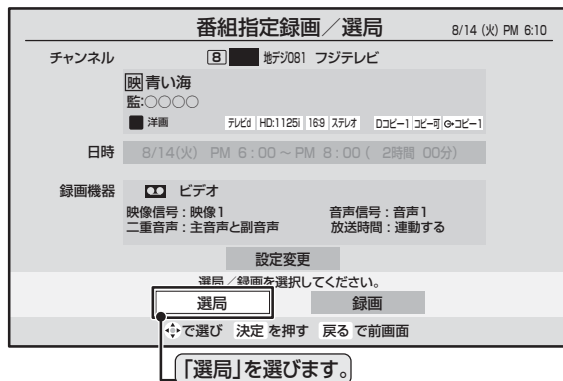 番組指定録画／選局 8/14 (火) PM 6:10
チャンネル 8 地デジ081 フジテレビ
映 青い海
監:○○○○
洋画 テレビd HD:1125i 16:9 ステレオ Dコピー1 コピー可 コピー1
日時 8/14(火) PM 6:00～PM 8:00 ( 2時間 00分)
録画機器 ビデオ
映像信号：映像1 音声信号：音声1
二重音声：主音声と副音声 放送時間：連動する
設定変更
選局／録画を選択してください。
選局 録画
で選び 決定 を押す 戻る で前画面
「選局」を選びます。